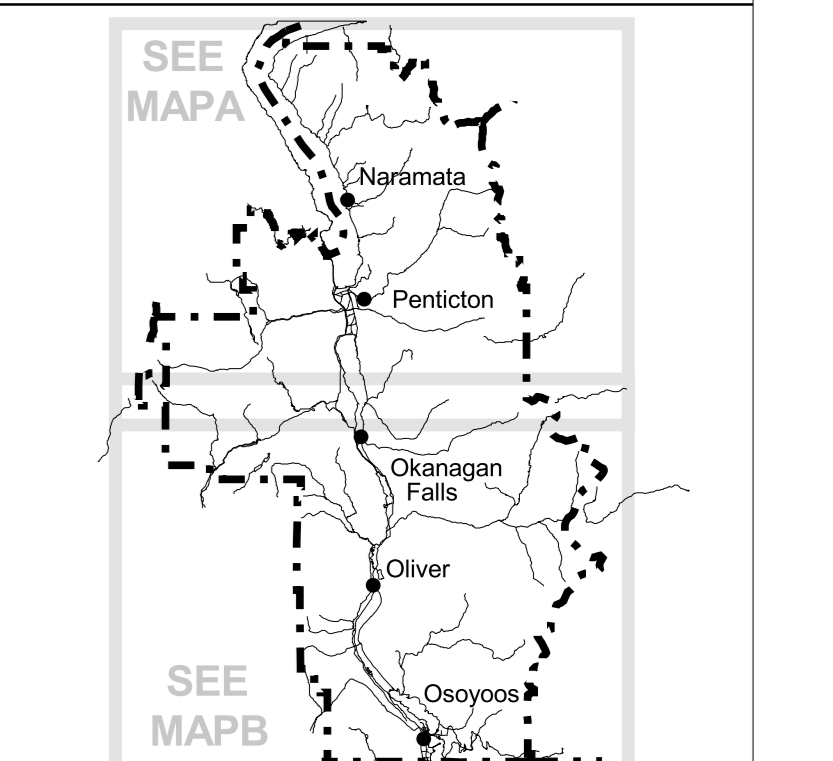 SEE
MAPA
Naramata
Penticton
Okanagan
Falls
Oliver
SEE
MAPB
Osoyoos